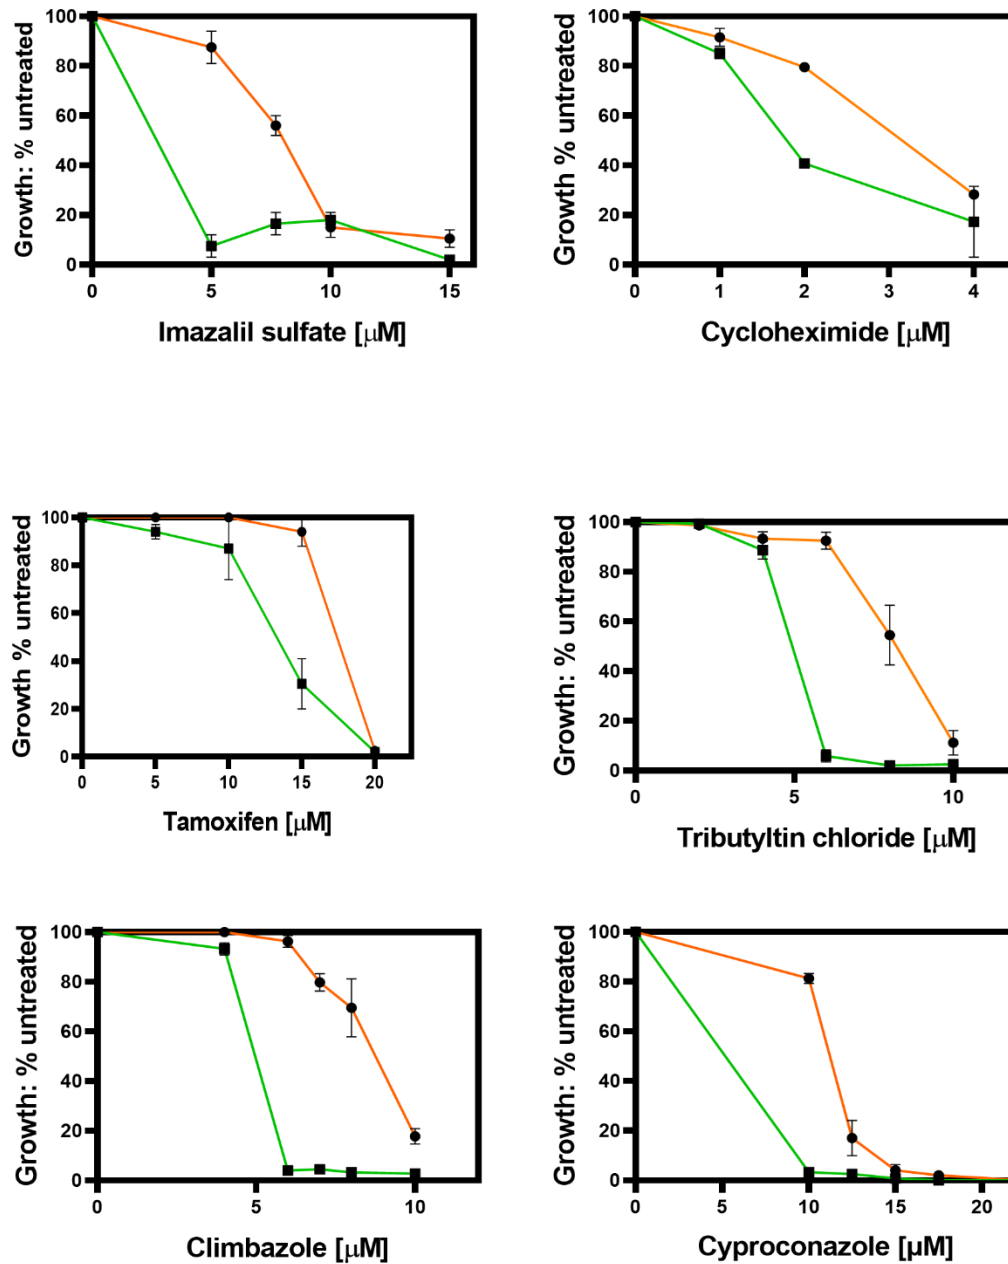 Growth: % untreated
100
80
60
40
20
0
0 5 10 15
Imazalil sulfate [μM]
Growth % untreated
100
80
60
40
20
0
0 1 2 3 4
Cycloheximide [μM]
Growth % untreated
100
80
60
40
20
0
0 5 10 15 20
Tamoxifen [μM]
Growth: % untreated
100
80
60
40
20
0
0 5 10
Tributyltin chloride [μM]
Growth: % untreated
100
80
60
40
20
0
0 5 10
Climbazole [μM]
Growth: % untreated
100
80
60
40
20
0
0 5 10 15 20
Cyproconazole [μM]